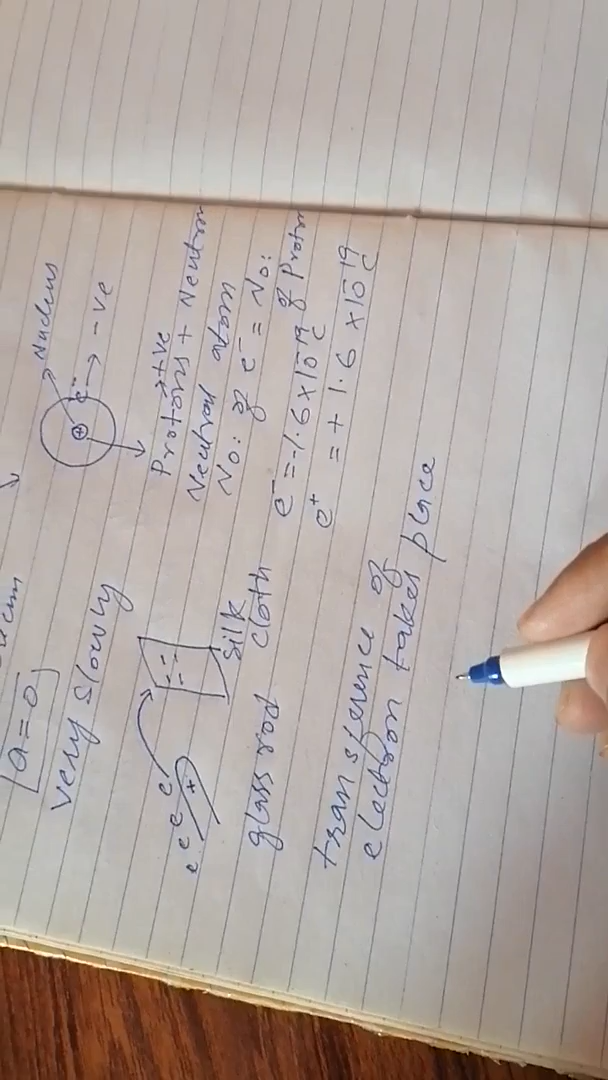 a = 0
very slowly
e e e e
+
glass rod
Silk
cloth
transference of
electron takes place
Nucleus
+
e⁻ → -ve
+ve
Protons + Neutron
Neutral atom
No: of e⁻ = No: of Proton
e⁻ = -1.6 × 10⁻¹⁹ C
e⁺ = +1.6 × 10⁻¹⁹ C